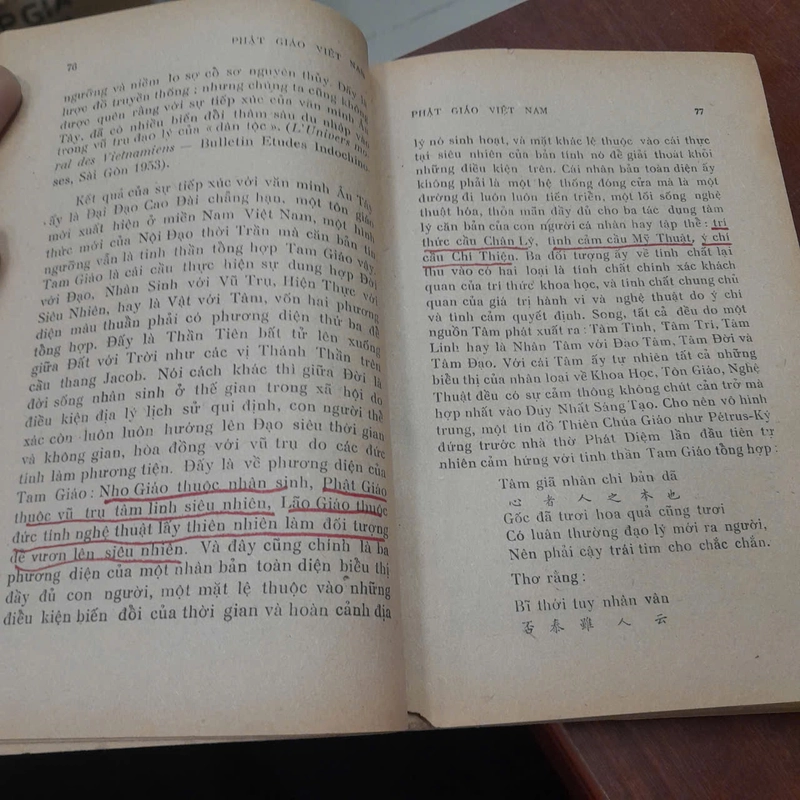 76
PHẬT GIÁO VIỆT NAM
ngưỡng và niềm lo sợ cổ sơ nguyên thủy. Đây là
lược đồ truyền thống ; nhưng chúng ta cũng không
được quên rằng với sự tiếp xúc của văn minh Âu
Tây, đã có nhiều biến đổi thâm sâu du nhập vào
trong vũ trụ đạo lý của « dân tộc ». (L'Univers mo-
ral des Vietnamiens — Bulletin Etudes Indochinoi-
ses, Sài Gòn 1953).
Kết quả của sự tiếp xúc với văn minh Âu Tây
ấy là Đại Đạo Cao Đài chẳng hạn, một tôn giáo
mới xuất hiện ở miền Nam Việt Nam, một hình
thức mới của Nội Đạo thời Trần mà căn bản tín
ngưỡng vẫn là tinh thần tổng hợp Tam Giáo vậy.
Tam Giáo là cái cầu thực hiện sự dung hợp Đời
với Đạo, Nhân Sinh với Vũ Trụ, Hiện Thực với
Siêu Nhiên, hay là Vật với Tâm, vốn hai phương
diện mâu thuẫn phải có phương diện thứ ba để
tổng hợp. Đấy là Thần Tiên bất tử lên xuống
giữa Đất với Trời như các vị Thánh Thần trên
cầu thang Jacob. Nói cách khác thì giữa Đời là
đời sống nhân sinh ở thế gian trong xã hội do
điều kiện địa lý lịch sử qui định, con người thể
xác còn luôn luôn hướng lên Đạo siêu thời gian
và không gian, hòa đồng với vũ trụ do các đức
tính làm phương tiện. Đấy là về phương diện của
Tam Giáo : Nho Giáo thuộc nhân sinh, Phật Giáo
thuộc vũ trụ tâm linh siêu nhiên, Lão Giáo thuộc
đức tính nghệ thuật lấy thiên nhiên làm đối tượng
để vươn lên siêu nhiên. Và đây cũng chính là ba
phương diện của một nhân bản toàn diện biểu thị
đầy đủ con người, một mặt lệ thuộc vào những
điều kiện biến đổi của thời gian và hoàn cảnh địa
PHẬT GIÁO VIỆT NAM
77
lý nó sinh hoạt, và mặt khác lệ thuộc vào cái thực
tại siêu nhiên của bản tính nó để giải thoát khỏi
những điều kiện trên. Cái nhân bản toàn diện ấy
không phải là một hệ thống đóng cửa mà là một
đường đi luôn luôn tiến triển, một lối sống nghệ
thuật hóa, thỏa mãn đầy đủ cho ba tác dụng tâm
lý căn bản của con người cá nhân hay tập thể : trí
thức cầu Chân Lý, tình cảm cầu Mỹ Thuật, ý chí
cầu Chí Thiện. Ba đối tượng ấy về tính chất lại
thu vào có hai loại là tính chất chính xác khách
quan của tri thức khoa học, và tính chất chung chủ
quan của giá trị hành vi và nghệ thuật do ý chí
và tình cảm quyết định. Song, tất cả đều do một
nguồn Tâm phát xuất ra : Tâm Tình, Tâm Trí, Tâm
Linh hay là Nhân Tâm với Đạo Tâm, Tâm Đời và
Tâm Đạo. Với cái Tâm ấy tự nhiên tất cả những
biểu thị của nhân loại về Khoa Học, Tôn Giáo, Nghệ
Thuật đều có sự cảm thông không chút cản trở mà
hợp nhất vào Duy Nhất Sáng Tạo. Cho nên vô hình
trung, một tín đồ Thiên Chúa Giáo như Pétrus-Ký
đứng trước nhà thờ Phát Diệm lần đầu tiên tự
nhiên cảm hứng với tinh thần Tam Giáo tổng hợp :
Tâm giã nhân chi bản dã
心 者 人 之 本 也
Gốc đã tươi hoa quả cũng tươi
Có luân thường đạo lý mới ra người,
Nên phải cậy trái tim cho chắc chắn.
Thơ rằng :
Bĩ thời tuy nhân vân
否 泰 雖 人 云